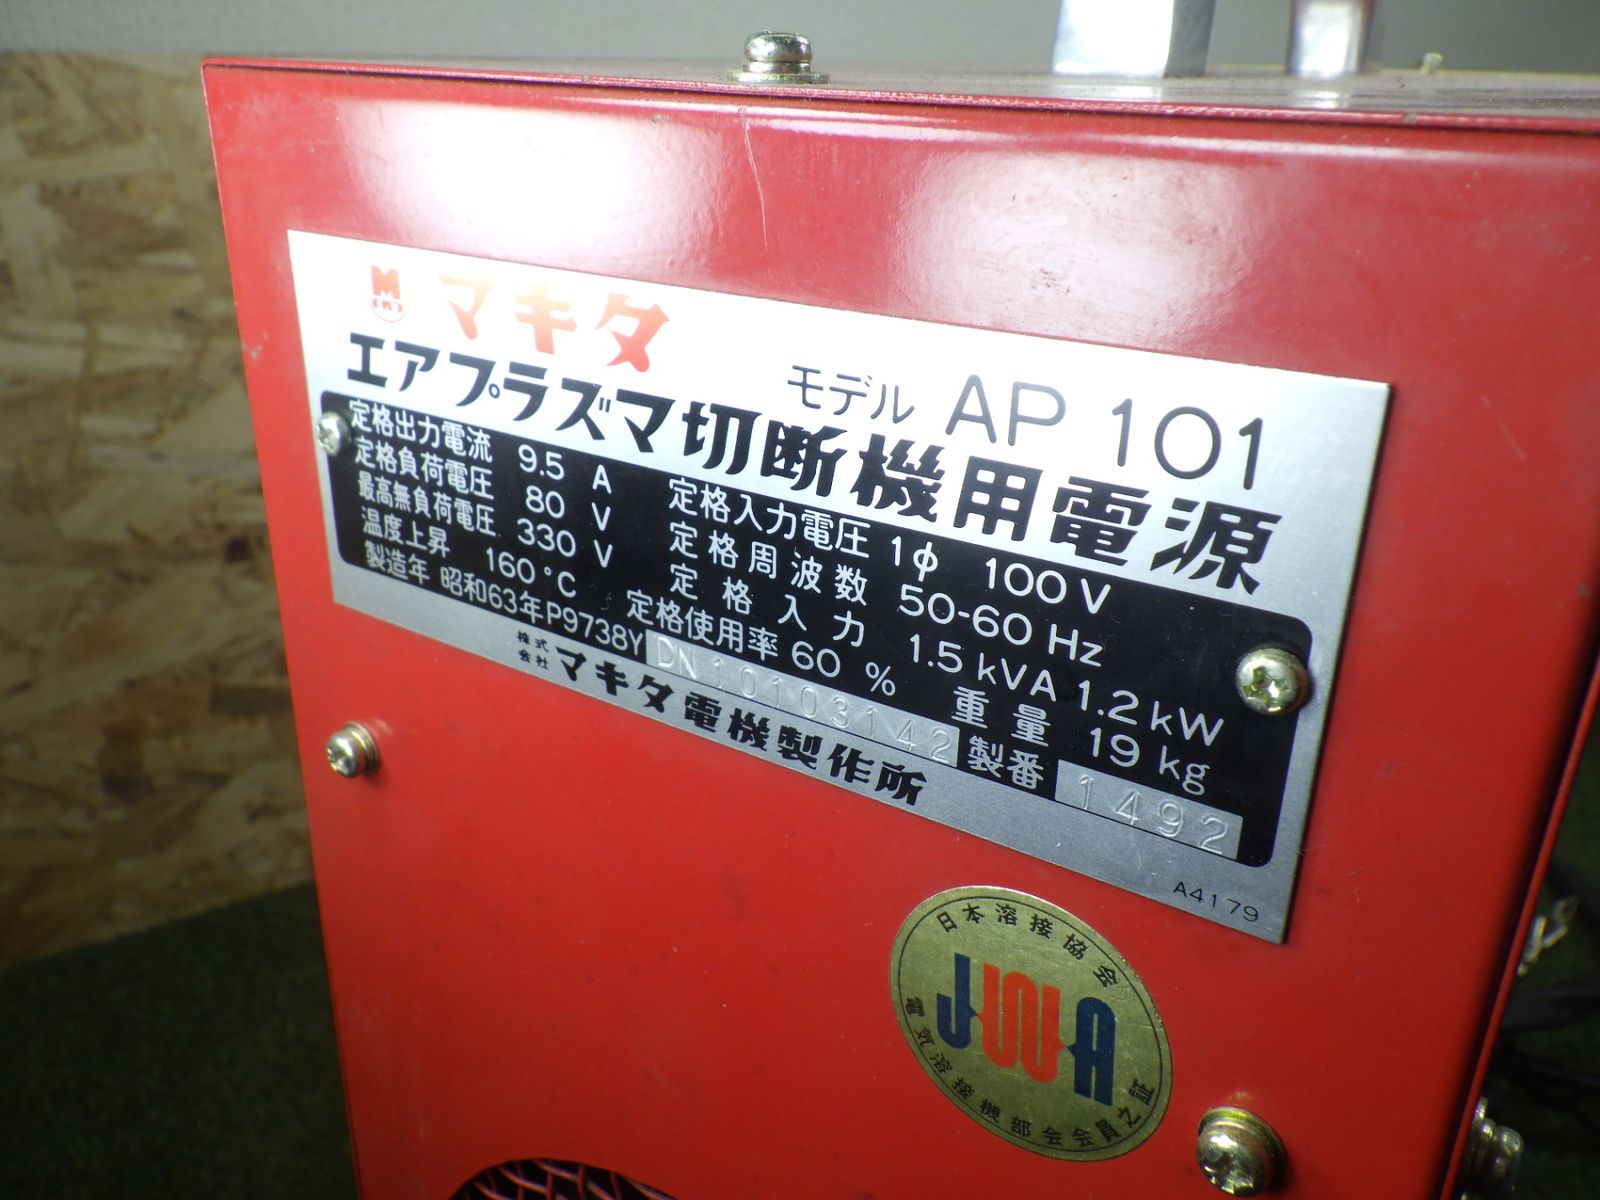 マキタ
モデル AP 101
エアプラズマ切断機用電源
定格出力電流 9.5 A 定格入力電圧 1φ 100V
定格負荷電圧 80 V 定格周波数 50-60 Hz
最高無負荷電圧 330 V 定格入力 1.5 kVA 1.2 kW
温度上昇 160°C 定格使用率 60 % 重量 19 kg
製造年 昭和63年P9738Y DN10103142 製番 1492
株式会社 マキタ電機製作所
A4179
日本溶接協会
JWA
電気溶接機部会会員之証